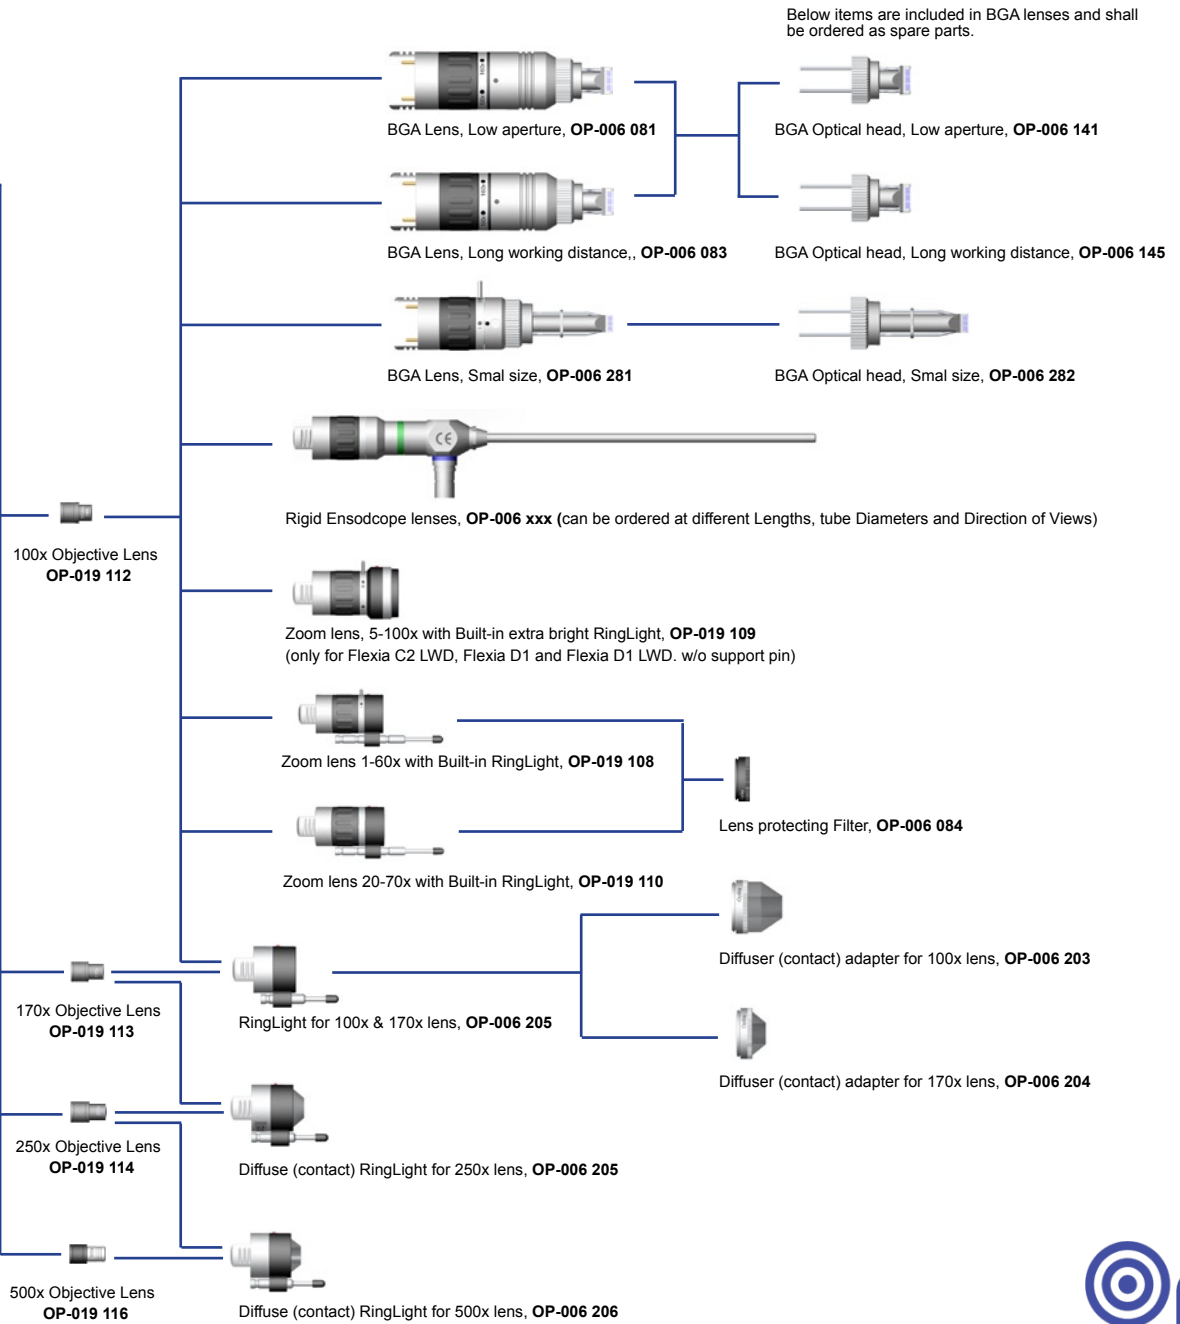 Below items are included in BGA lenses and shall
be ordered as spare parts.
BGA Lens, Low aperture, OP-006 081
BGA Optical head, Low aperture, OP-006 141
BGA Lens, Long working distance,, OP-006 083
BGA Optical head, Long working distance, OP-006 145
BGA Lens, Smal size, OP-006 281
BGA Optical head, Smal size, OP-006 282
CE
Rigid Ensodcope lenses, OP-006 xxx (can be ordered at different Lengths, tube Diameters and Direction of Views)
100x Objective Lens
OP-019 112
Zoom lens, 5-100x with Built-in extra bright RingLight, OP-019 109
(only for Flexia C2 LWD, Flexia D1 and Flexia D1 LWD. w/o support pin)
Zoom lens 1-60x with Built-in RingLight, OP-019 108
Lens protecting Filter, OP-006 084
Zoom lens 20-70x with Built-in RingLight, OP-019 110
Diffuser (contact) adapter for 100x lens, OP-006 203
170x Objective Lens
OP-019 113
RingLight for 100x & 170x lens, OP-006 205
Diffuser (contact) adapter for 170x lens, OP-006 204
250x Objective Lens
OP-019 114
Diffuse (contact) RingLight for 250x lens, OP-006 205
500x Objective Lens
OP-019 116
Diffuse (contact) RingLight for 500x lens, OP-006 206